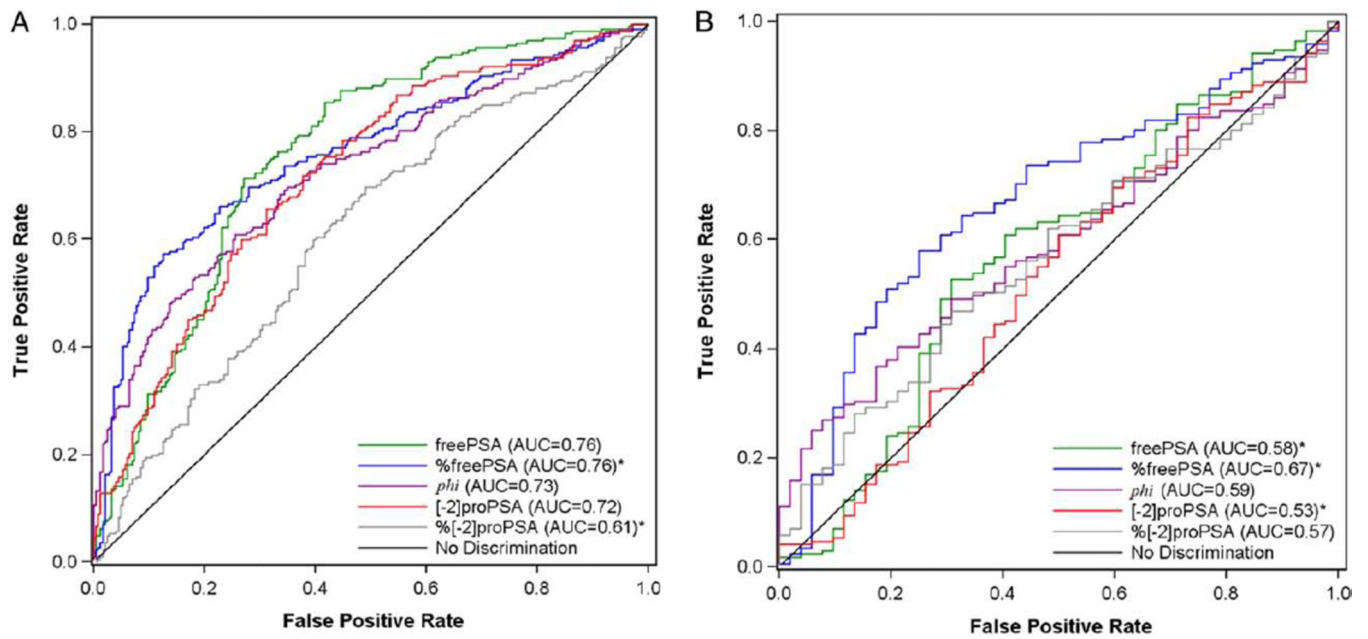 A
True Positive Rate
1.0
0.8
0.6
0.4
0.2
0.0
freePSA (AUC=0.76)
%freePSA (AUC=0.76)*
phi (AUC=0.73)
[-2]proPSA (AUC=0.72)
%[-2]proPSA (AUC=0.61)*
No Discrimination
0.0 0.2 0.4 0.6 0.8 1.0
False Positive Rate
B
True Positive Rate
1.0
0.8
0.6
0.4
0.2
0.0
freePSA (AUC=0.58)*
%freePSA (AUC=0.67)*
phi (AUC=0.59)
[-2]proPSA (AUC=0.53)*
%[-2]proPSA (AUC=0.57)
No Discrimination
0.0 0.2 0.4 0.6 0.8 1.0
False Positive Rate